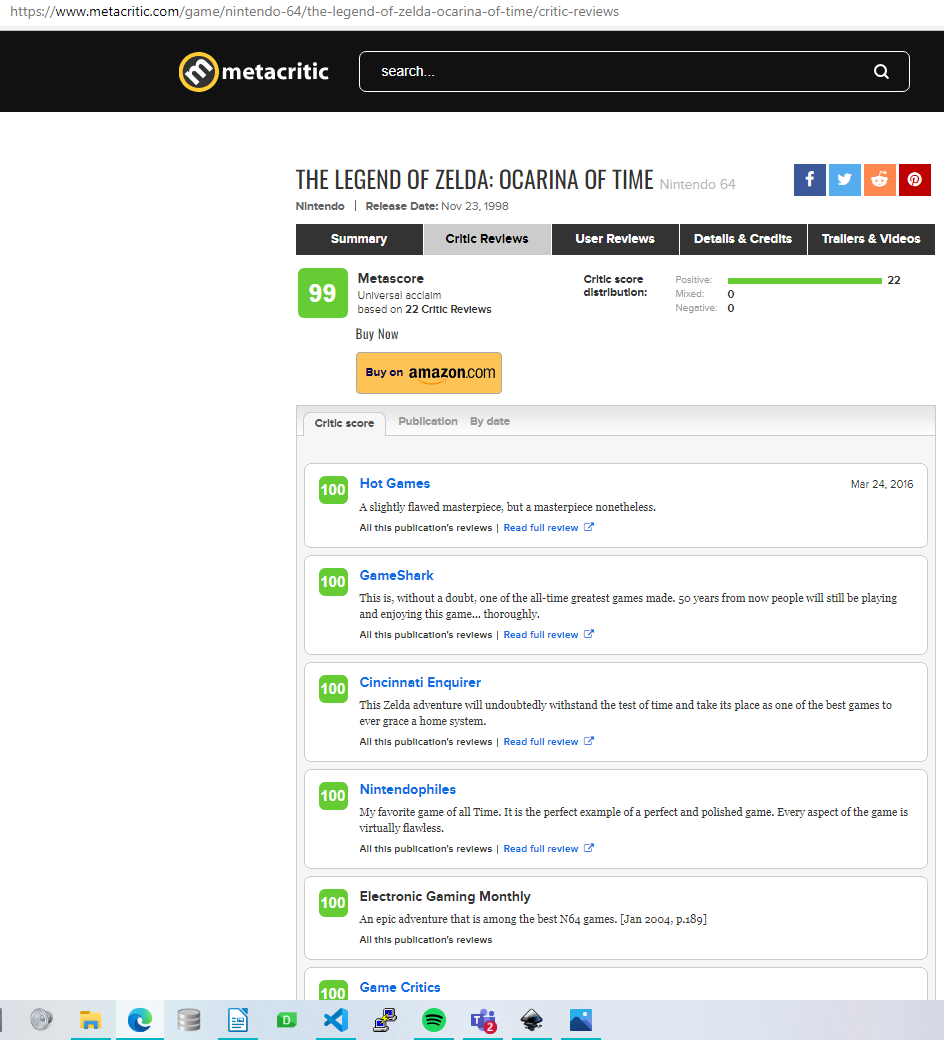 https://www.metacritic.com/game/nintendo-64/the-legend-of-zelda-ocarina-of-time/critic-reviews
metacritic
search...
THE LEGEND OF ZELDA: OCARINA OF TIME Nintendo 64
Nintendo | Release Date: Nov 23, 1998
Summary Critic Reviews User Reviews Details & Credits Trailers & Videos
99
Metascore
Universal acclaim
based on 22 Critic Reviews
Critic score
distribution:
Positive: 22
Mixed: 0
Negative: 0
Buy Now
Buy on amazon.com
Critic score Publication By date
100
Hot Games Mar 24, 2016
A slightly flawed masterpiece, but a masterpiece nonetheless.
All this publication's reviews | Read full review
100
GameShark
This is, without a doubt, one of the all-time greatest games made. 50 years from now people will still be playing
and enjoying this game... thoroughly.
All this publication's reviews | Read full review
100
Cincinnati Enquirer
This Zelda adventure will undoubtedly withstand the test of time and take its place as one of the best games to
ever grace a home system.
All this publication's reviews | Read full review
100
Nintendophiles
My favorite game of all Time. It is the perfect example of a perfect and polished game. Every aspect of the game is
virtually flawless.
All this publication's reviews | Read full review
100
Electronic Gaming Monthly
An epic adventure that is among the best N64 games. [Jan 2004, p.189]
All this publication's reviews
100
Game Critics
D
T
2